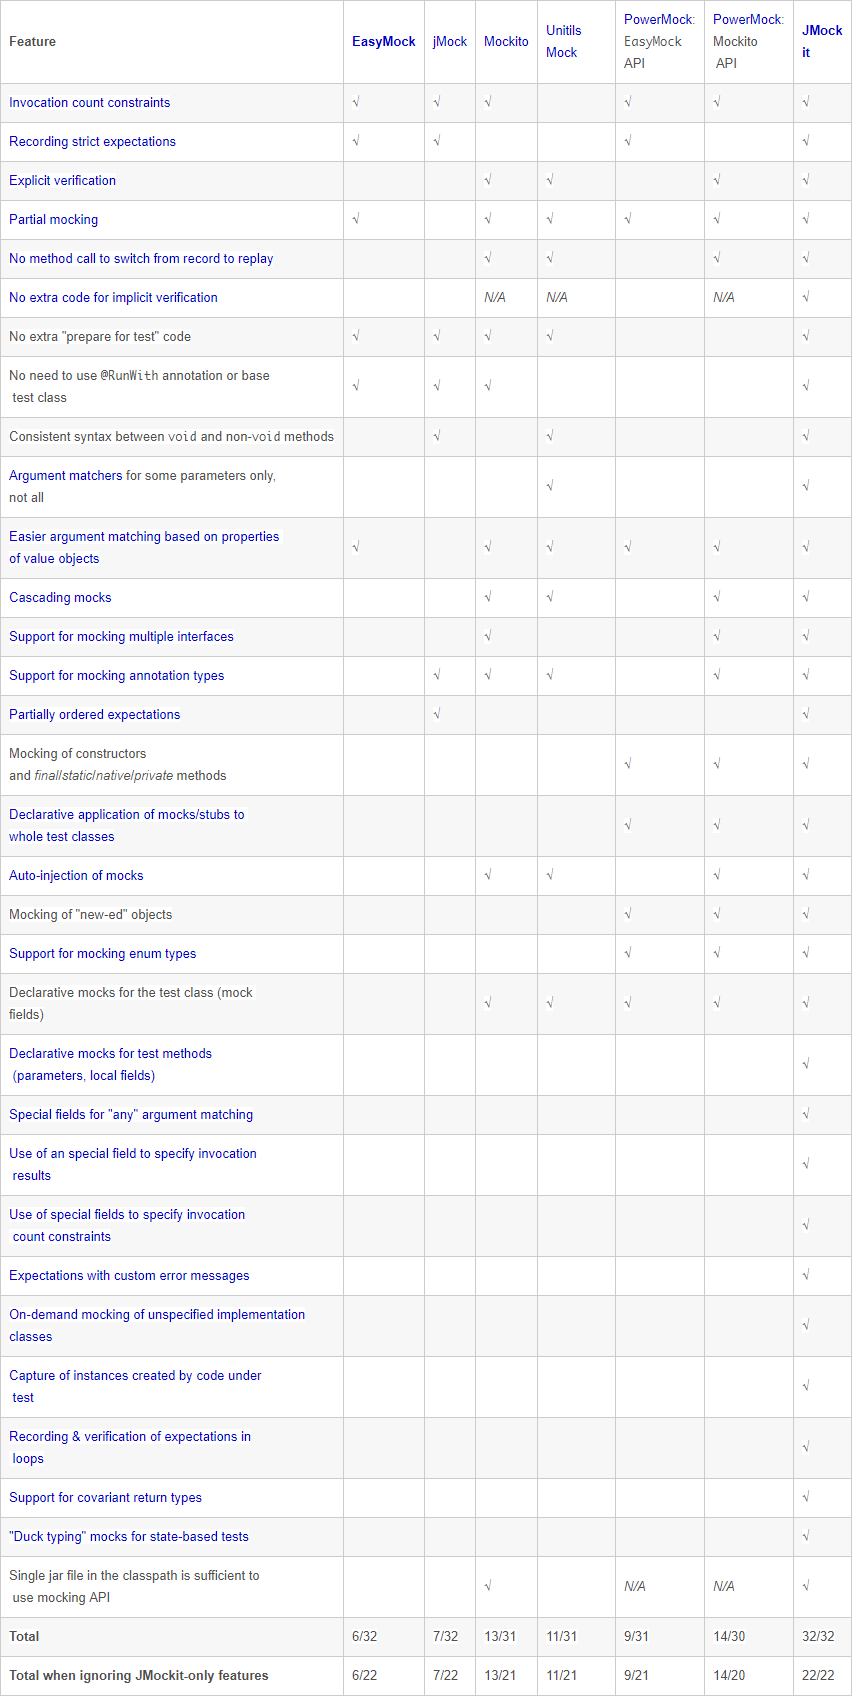 Feature EasyMock jMock Mockito Unitils Mock PowerMock: EasyMock API PowerMock: Mockito API JMock it
Invocation count constraints √ √ √ √ √ √
Recording strict expectations √ √ √ √
Explicit verification √ √ √ √
Partial mocking √ √ √ √ √ √
No method call to switch from record to replay √ √ √ √
No extra code for implicit verification N/A N/A N/A √
No extra "prepare for test" code √ √ √ √ √
No need to use @RunWith annotation or base
test class √ √ √ √
Consistent syntax between void and non-void methods √ √ √
Argument matchers for some parameters only,
not all √ √
Easier argument matching based on properties
of value objects √ √ √ √ √ √
Cascading mocks √ √ √ √
Support for mocking multiple interfaces √ √ √
Support for mocking annotation types √ √ √ √ √
Partially ordered expectations √ √
Mocking of constructors
and final/static/native/private methods √ √ √
Declarative application of mocks/stubs to
whole test classes √ √ √
Auto-injection of mocks √ √ √ √
Mocking of "new-ed" objects √ √ √
Support for mocking enum types √ √ √
Declarative mocks for the test class (mock
fields) √ √ √ √ √
Declarative mocks for test methods
(parameters, local fields) √
Special fields for "any" argument matching √
Use of an special field to specify invocation
results √
Use of special fields to specify invocation
count constraints √
Expectations with custom error messages √
On-demand mocking of unspecified implementation
classes √
Capture of instances created by code under
test √
Recording & verification of expectations in
loops √
Support for covariant return types √
"Duck typing" mocks for state-based tests √
Single jar file in the classpath is sufficient to
use mocking API √ N/A N/A √
Total 6/32 7/32 13/31 11/31 9/31 14/30 32/32
Total when ignoring JMockit-only features 6/22 7/22 13/21 11/21 9/21 14/20 22/22